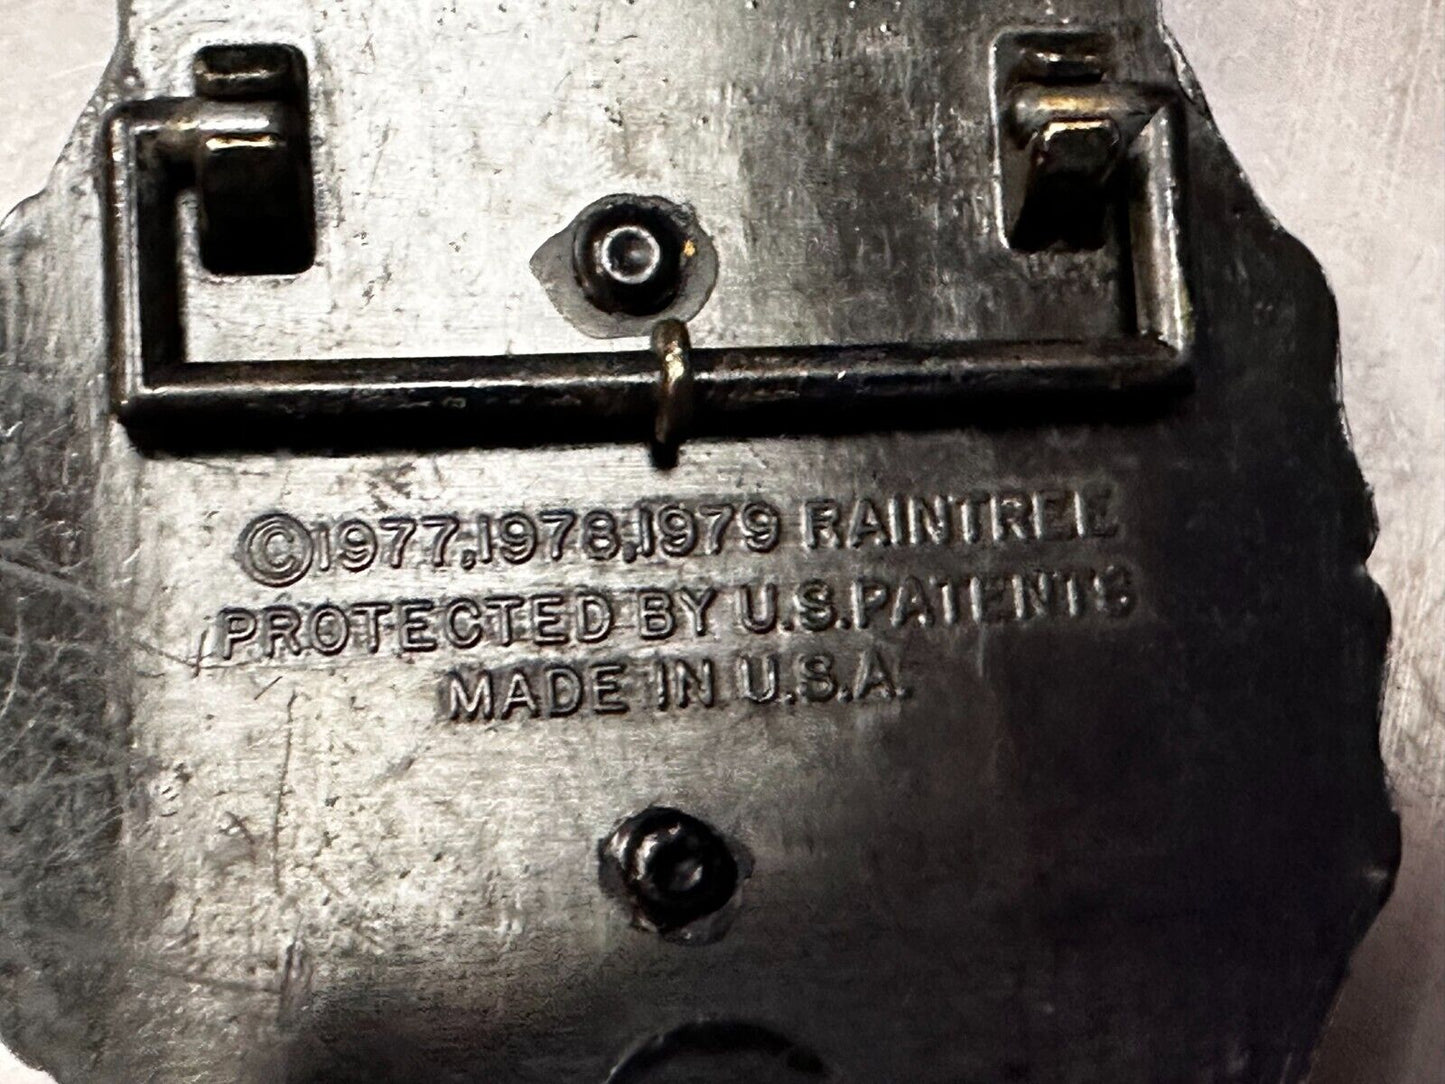 ©1977,1978,1979 RAINTREE
PROTECTED BY U.S.PATENTS
MADE IN U.S.A.